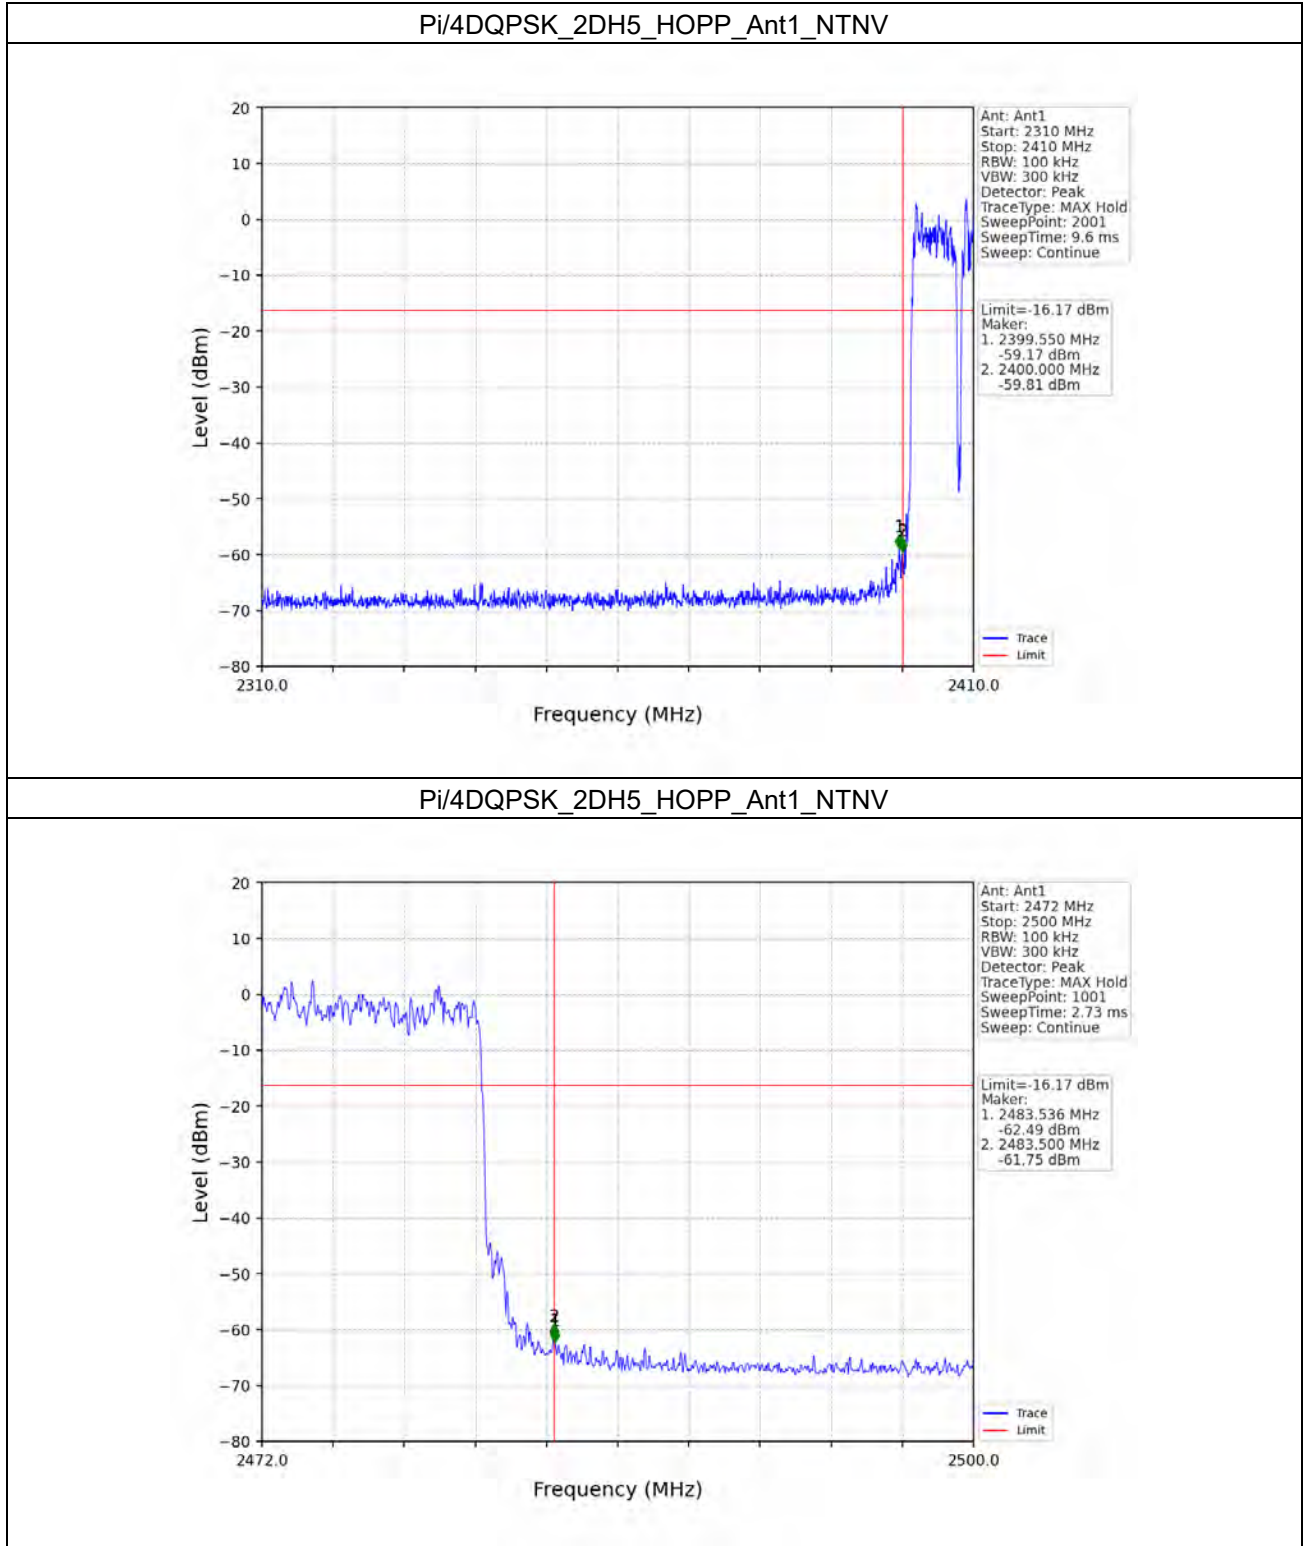 Pi/4DQPSK_2DH5_HOPP_Ant1_NTNV
20
10
0
−10
−20
−30
−40
−50
−60
−70
−80
Level (dBm)
2310.0
2410.0
Frequency (MHz)
Ant: Ant1
Start: 2310 MHz
Stop: 2410 MHz
RBW: 100 kHz
VBW: 300 kHz
Detector: Peak
TraceType: MAX Hold
SweepPoint: 2001
SweepTime: 9.6 ms
Sweep: Continue
Limit=-16.17 dBm
Maker:
1. 2399.550 MHz
-59.17 dBm
2. 2400.000 MHz
-59.81 dBm
1
Trace
Limit
Pi/4DQPSK_2DH5_HOPP_Ant1_NTNV
20
10
0
−10
−20
−30
−40
−50
−60
−70
−80
Level (dBm)
2472.0
2500.0
Frequency (MHz)
Ant: Ant1
Start: 2472 MHz
Stop: 2500 MHz
RBW: 100 kHz
VBW: 300 kHz
Detector: Peak
TraceType: MAX Hold
SweepPoint: 1001
SweepTime: 2.73 ms
Sweep: Continue
Limit=-16.17 dBm
Maker:
1. 2483.536 MHz
-62.49 dBm
2. 2483.500 MHz
-61.75 dBm
2
Trace
Limit